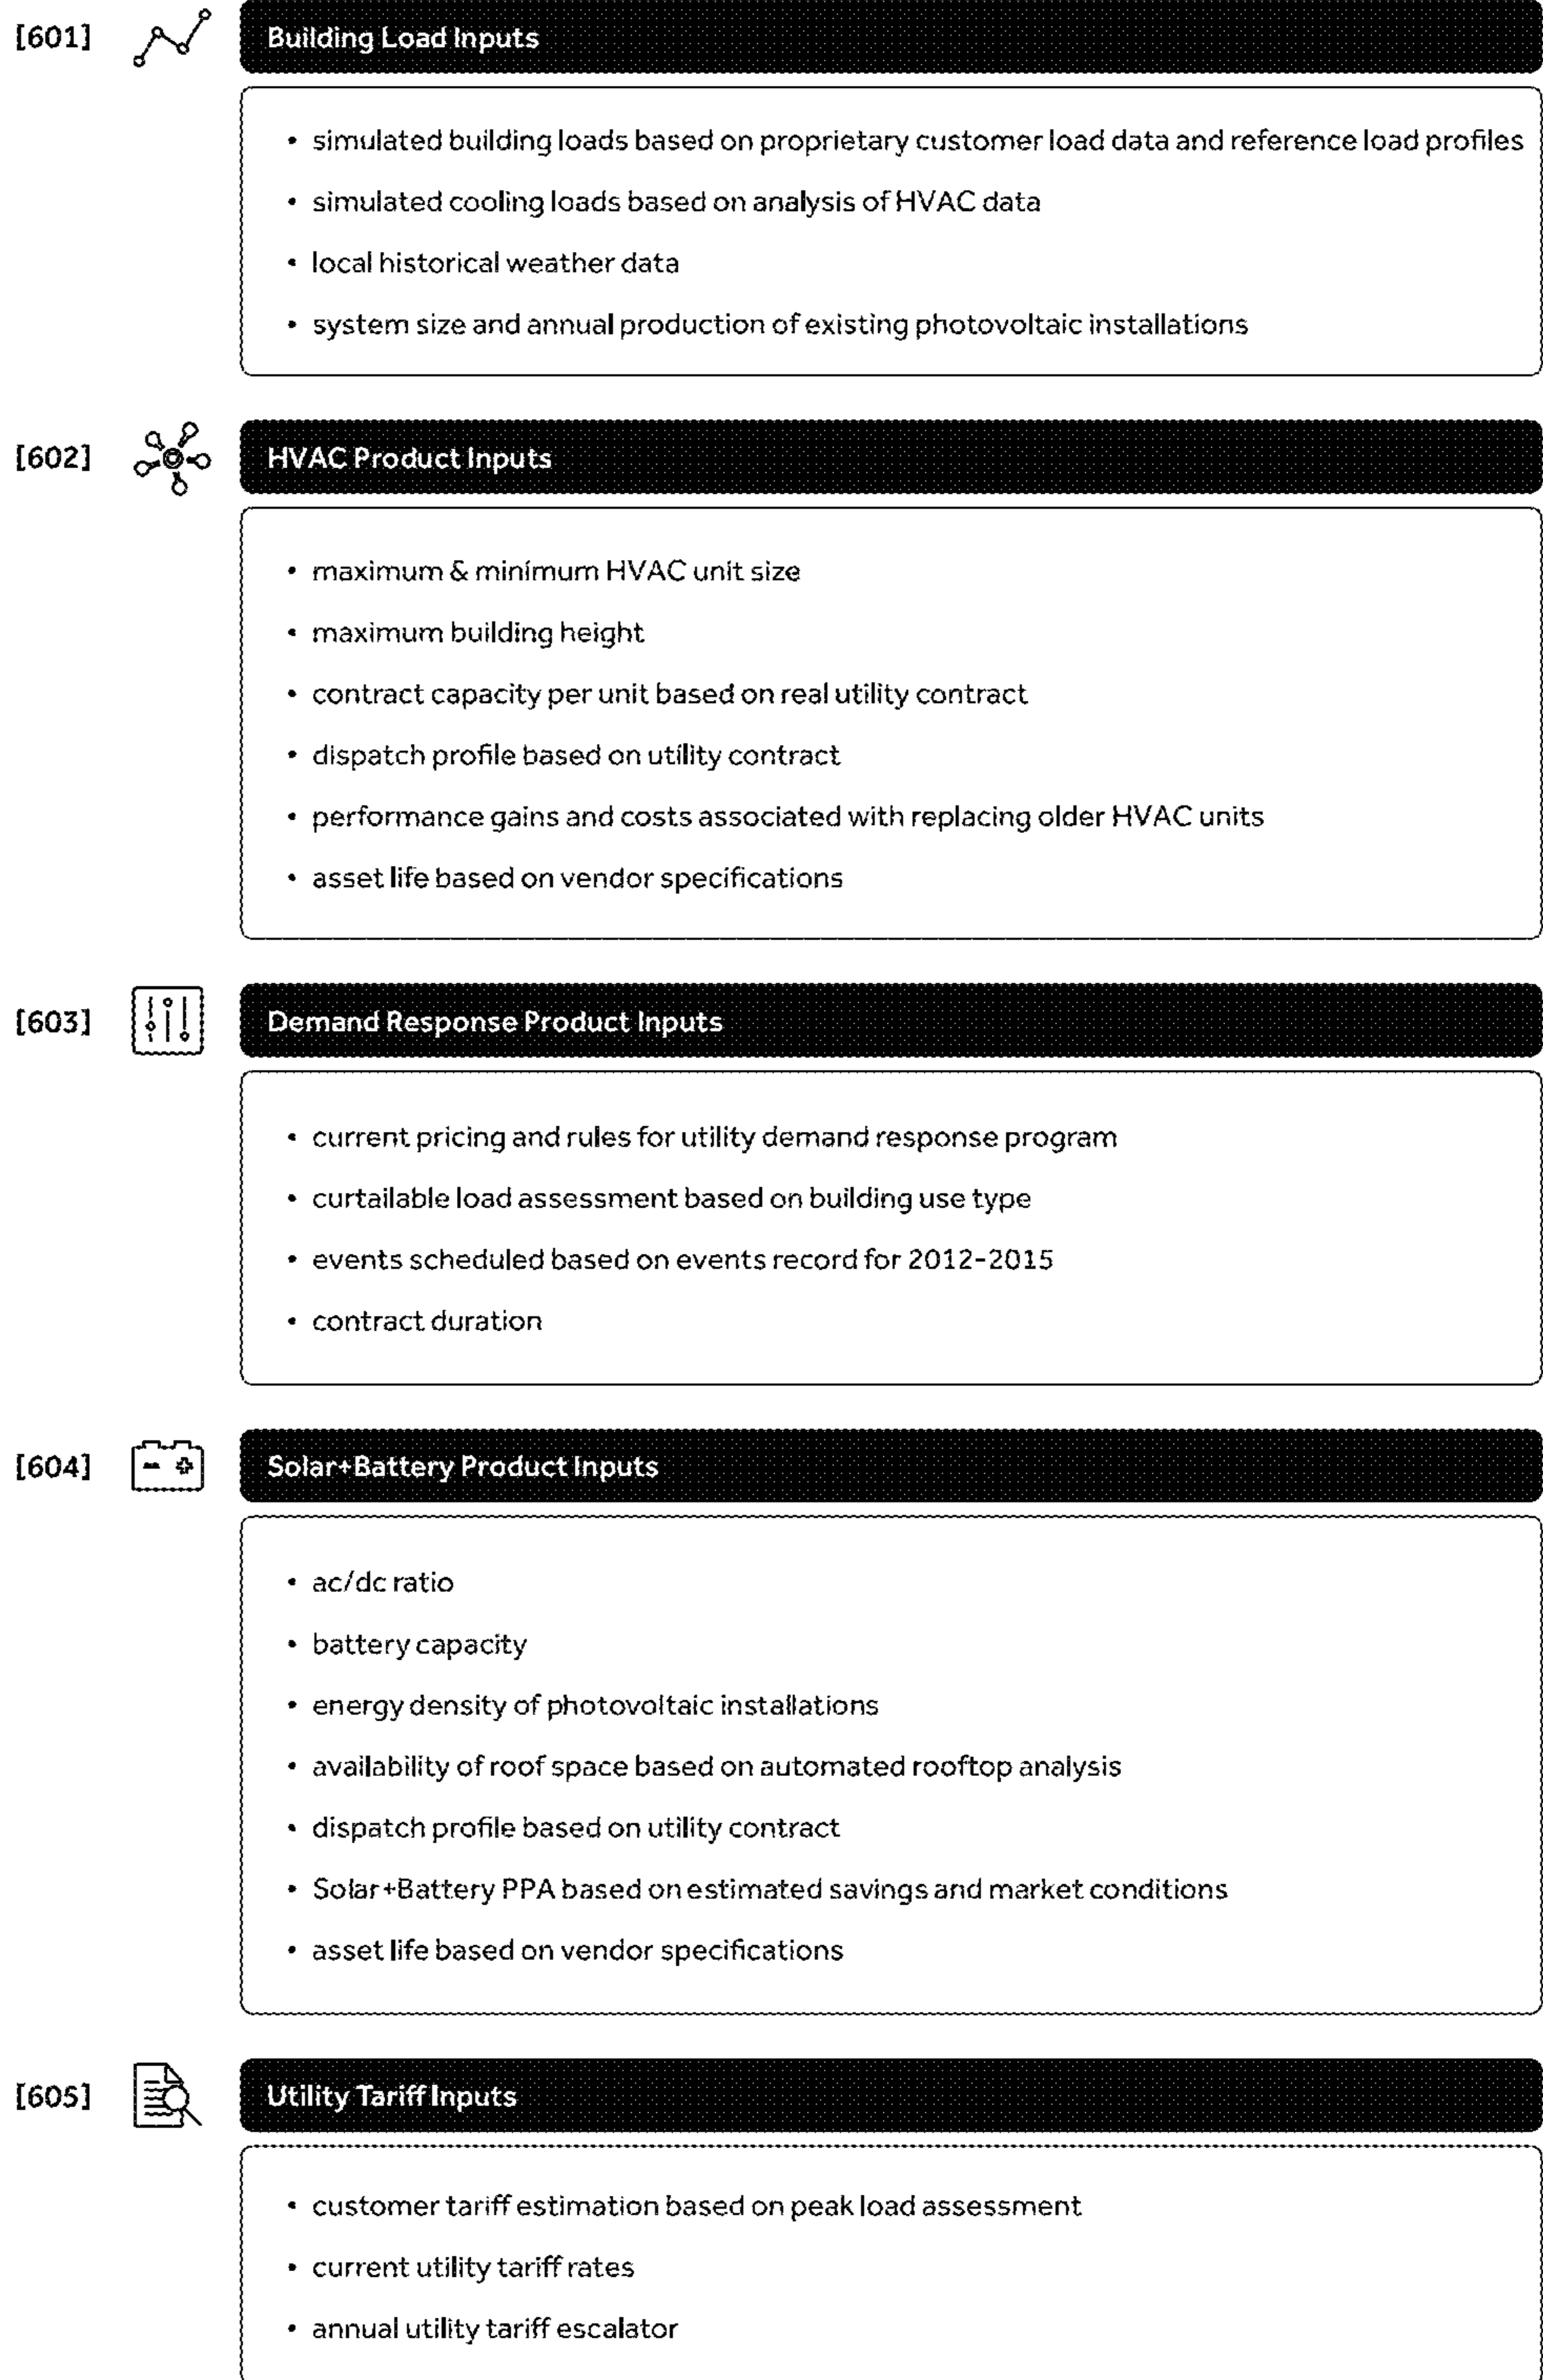 [601] Building Load Inputs
• simulated building loads based on proprietary customer load data and reference load profiles
• simulated cooling loads based on analysis of HVAC data
• local historical weather data
• system size and annual production of existing photovoltaic installations
[602] HVAC Product Inputs
• maximum & minimum HVAC unit size
• maximum building height
• contract capacity per unit based on real utility contract
• dispatch profile based on utility contract
• performance gains and costs associated with replacing older HVAC units
• asset life based on vendor specifications
[603] Demand Response Product Inputs
• current pricing and rules for utility demand response program
• curtailable load assessment based on building use type
• events scheduled based on events record for 2012-2015
• contract duration
[604] Solar+Battery Product Inputs
• ac/dc ratio
• battery capacity
• energy density of photovoltaic installations
• availability of roof space based on automated rooftop analysis
• dispatch profile based on utility contract
• Solar+Battery PPA based on estimated savings and market conditions
• asset life based on vendor specifications
[605] Utility Tariff Inputs
• customer tariff estimation based on peak load assessment
• current utility tariff rates
• annual utility tariff escalator